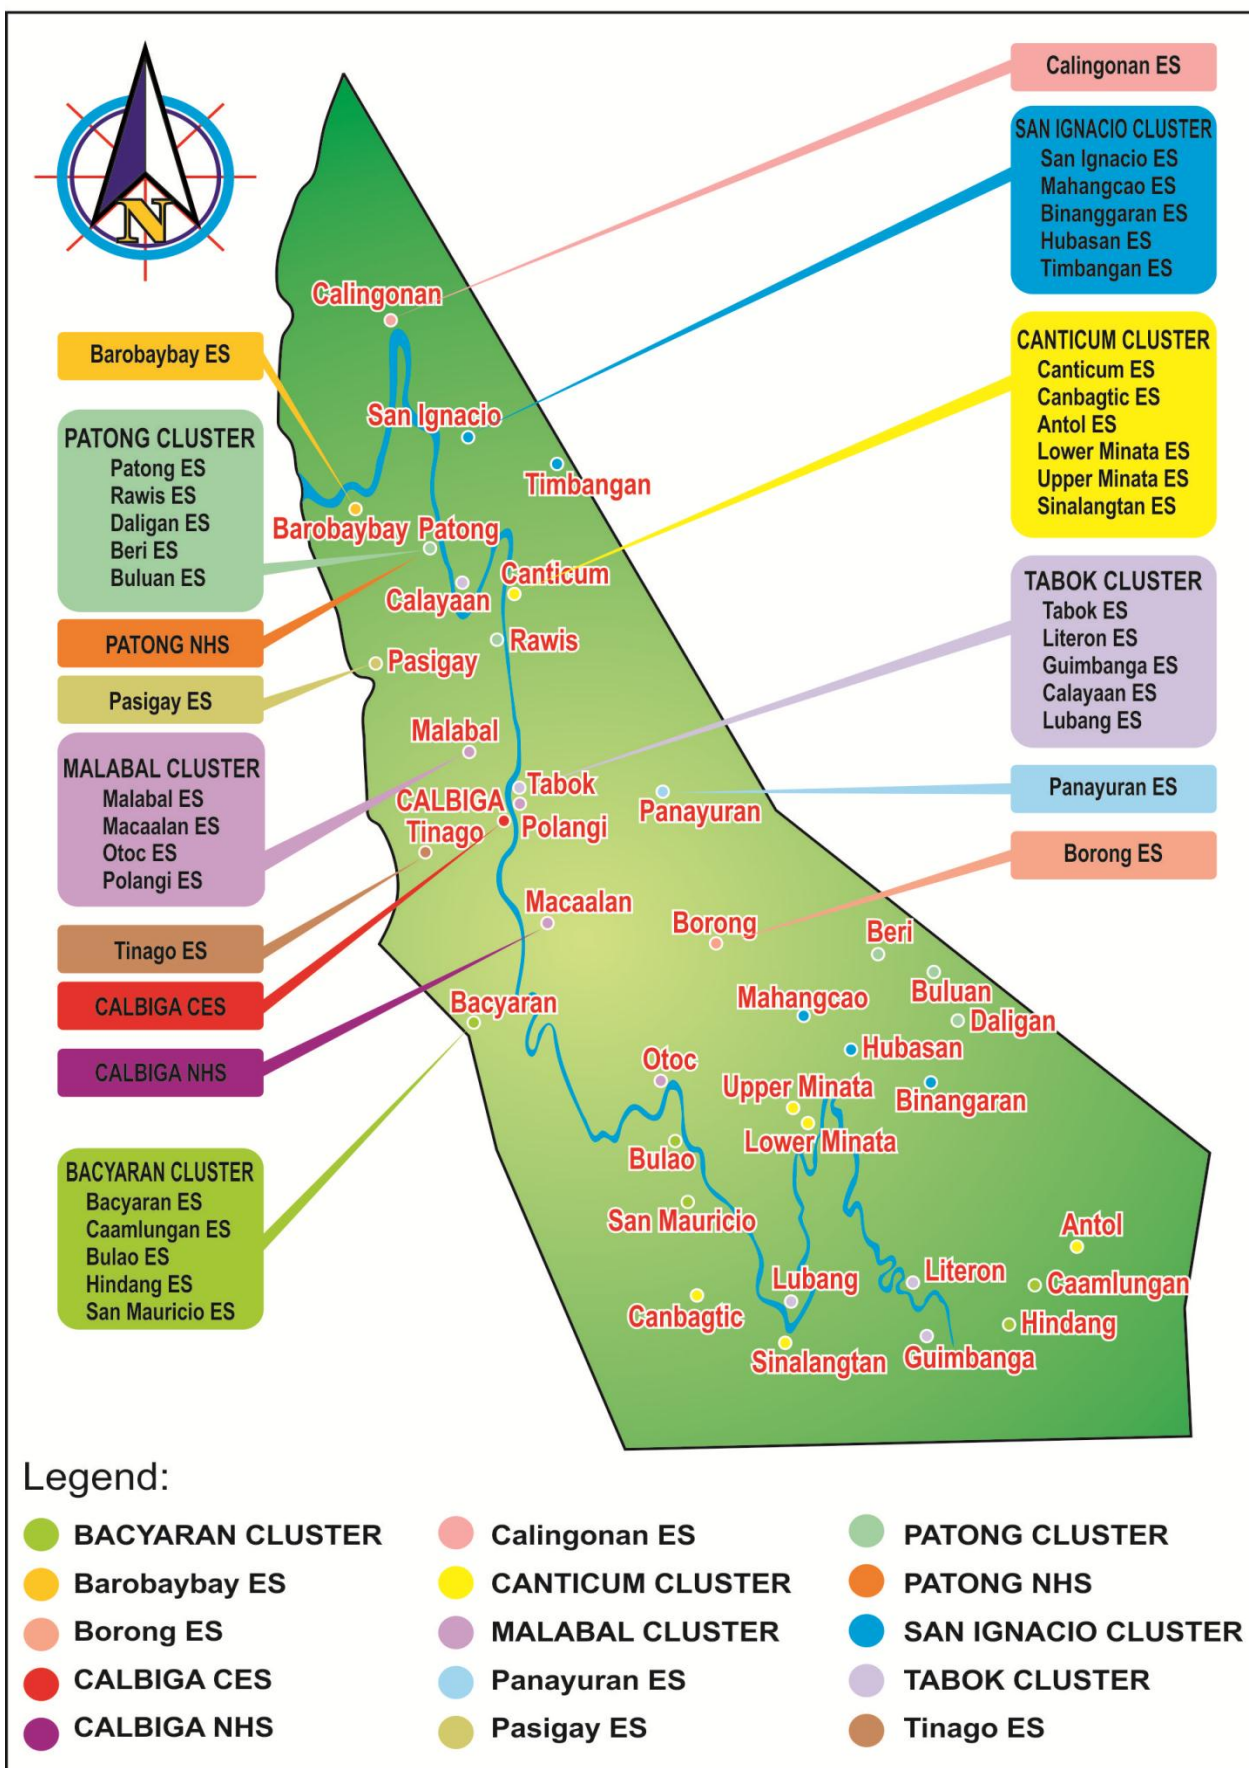 N
Calingonan ES
SAN IGNACIO CLUSTER
San Ignacio ES
Mahangcao ES
Binanggaran ES
Hubasan ES
Timbangan ES
CANTICUM CLUSTER
Canticum ES
Canbagtic ES
Antol ES
Lower Minata ES
Upper Minata ES
Sinalangtan ES
TABOK CLUSTER
Tabok ES
Literon ES
Guimbanga ES
Calayaan ES
Lubang ES
Panayuran ES
Borong ES
Barobaybay ES
PATONG CLUSTER
Patong ES
Rawis ES
Daligan ES
Beri ES
Buluan ES
PATONG NHS
Pasigay ES
MALABAL CLUSTER
Malabal ES
Macaalan ES
Otoc ES
Polangi ES
Tinago ES
CALBIGA CES
CALBIGA NHS
BACYARAN CLUSTER
Bacyaran ES
Caamlungan ES
Bulao ES
Hindang ES
San Mauricio ES
Calingonan
San Ignacio
Timbangan
Barobaybay
Patong
Canticum
Calayaan
Rawis
Pasigay
Malabal
Tabok
CALBIGA
Polangi
Panayuran
Tinago
Macaalan
Borong
Beri
Buluan
Mahangcao
Bacyaran
Daligan
Hubasan
Otoc
Upper Minata
Binangaran
Lower Minata
Bulao
San Mauricio
Antol
Literon
Lubang
Caamlungan
Canbagtic
Hindang
Sinalangtan
Guimbanga
Legend:
BACYARAN CLUSTER
Barobaybay ES
Borong ES
CALBIGA CES
CALBIGA NHS
Calingonan ES
CANTICUM CLUSTER
MALABAL CLUSTER
Panayuran ES
Pasigay ES
PATONG CLUSTER
PATONG NHS
SAN IGNACIO CLUSTER
TABOK CLUSTER
Tinago ES